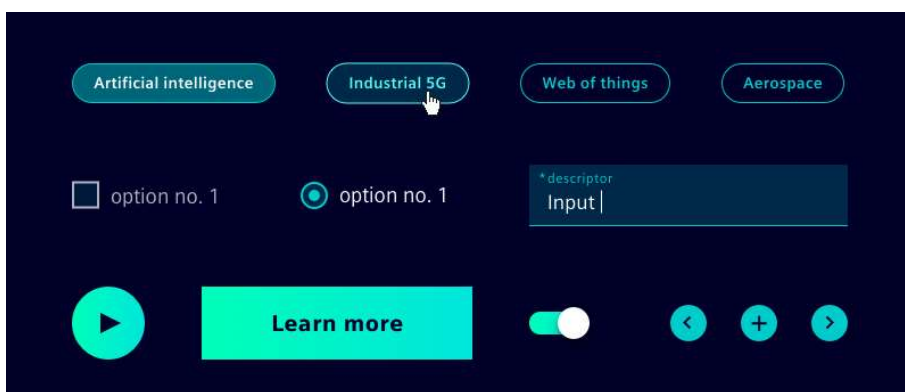 Artificial intelligence
Industrial 5G
Web of things
Aerospace
option no. 1
option no. 1
*descriptor
Input
Learn more